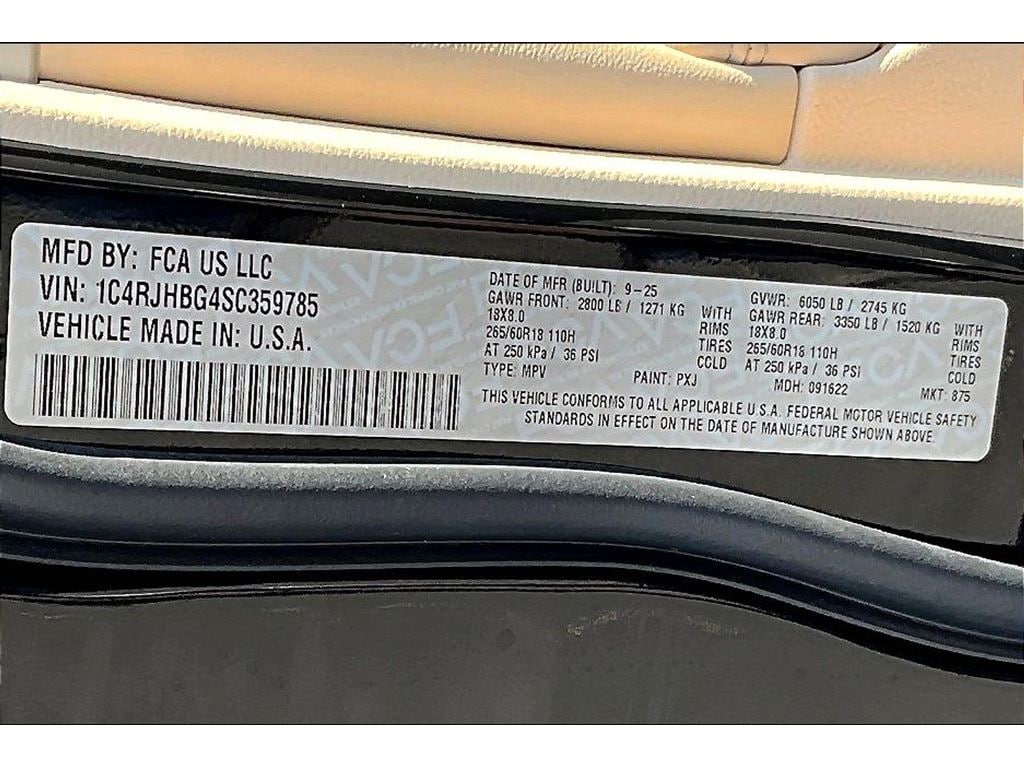 MFD BY: FCA US LLC
VIN: 1C4RJHBG4SC359785
VEHICLE MADE IN: U.S.A.
DATE OF MFR (BUILT): 9-25
GAWR FRONT: 2800 LB / 1271 KG WITH
18X8.0 RIMS
265/60R18 110H TIRES
AT 250 kPa / 36 PSI COLD
TYPE: MPV PAINT: PXJ
GVWR: 6050 LB / 2745 KG
GAWR REAR: 3350 LB / 1520 KG WITH
18X8.0 RIMS
265/60R18 110H TIRES
AT 250 kPa / 36 PSI COLD
MDH: 091622 MKT: 875
THIS VEHICLE CONFORMS TO ALL APPLICABLE U.S.A. FEDERAL MOTOR VEHICLE SAFETY
STANDARDS IN EFFECT ON THE DATE OF MANUFACTURE SHOWN ABOVE.